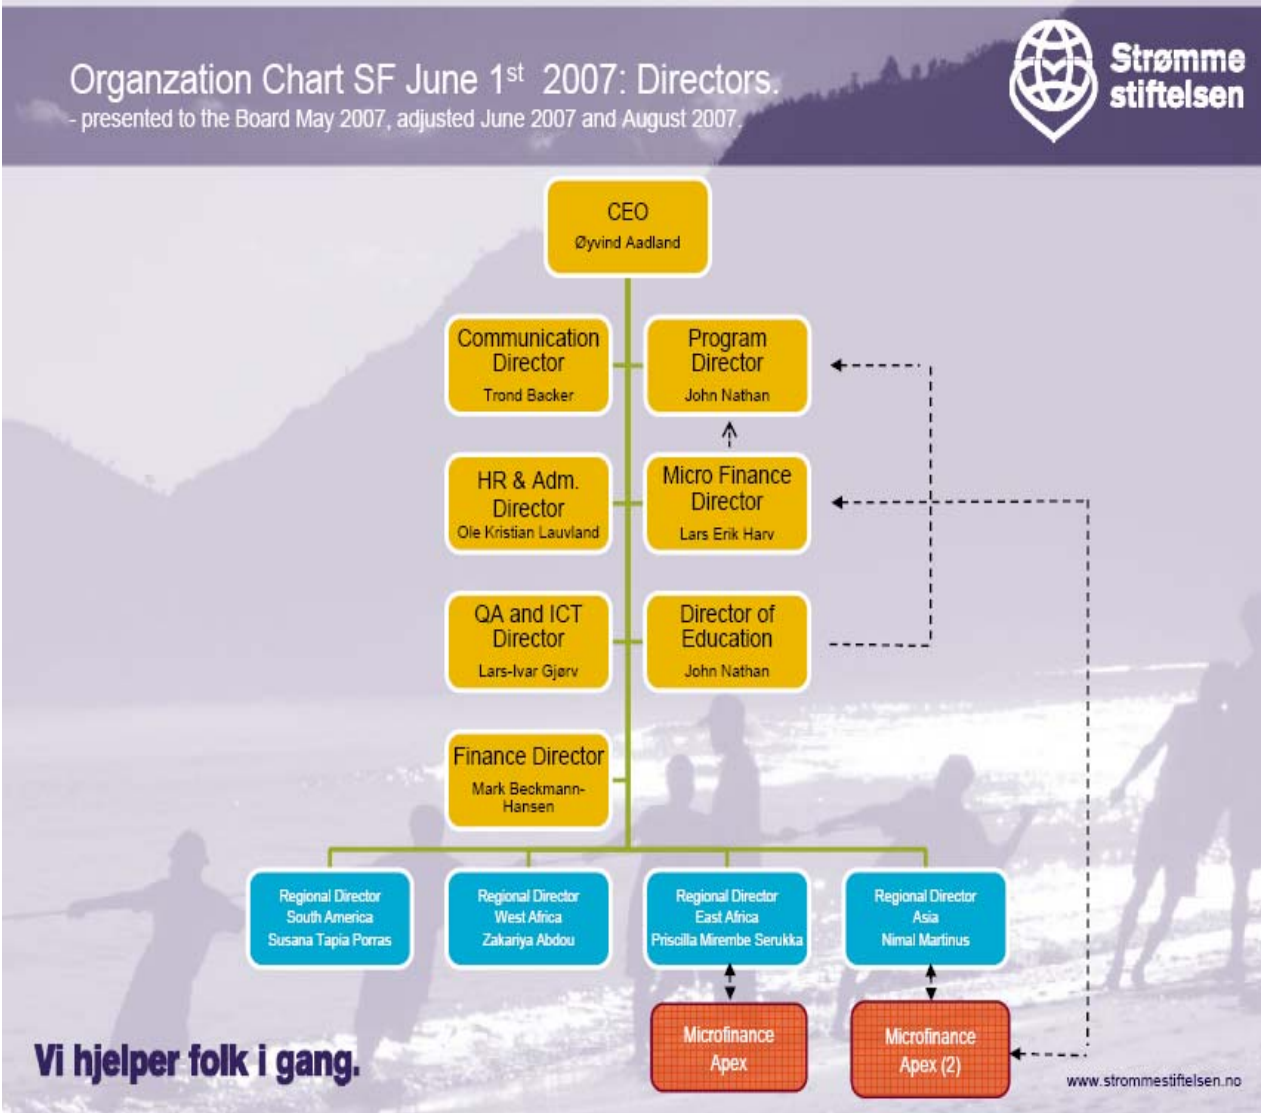 Organzation Chart SF June 1st 2007: Directors.
- presented to the Board May 2007, adjusted June 2007 and August 2007.
Strømme
stiftelsen
CEO
Øyvind Aadland
Communication
Director
Trond Backer
Program
Director
John Nathan
HR & Adm.
Director
Ole Kristian Lauvland
Micro Finance
Director
Lars Erik Harv
QA and ICT
Director
Lars-Ivar Gjørv
Director of
Education
John Nathan
Finance Director
Mark Beckmann-
Hansen
Regional Director
South America
Susana Tapia Porras
Regional Director
West Africa
Zakariya Abdou
Regional Director
East Africa
Priscilla Mirembe Serukka
Regional Director
Asia
Nimal Martinus
Microfinance
Apex
Microfinance
Apex (2)
Vi hjelper folk i gang.
www.strommestiftelsen.no